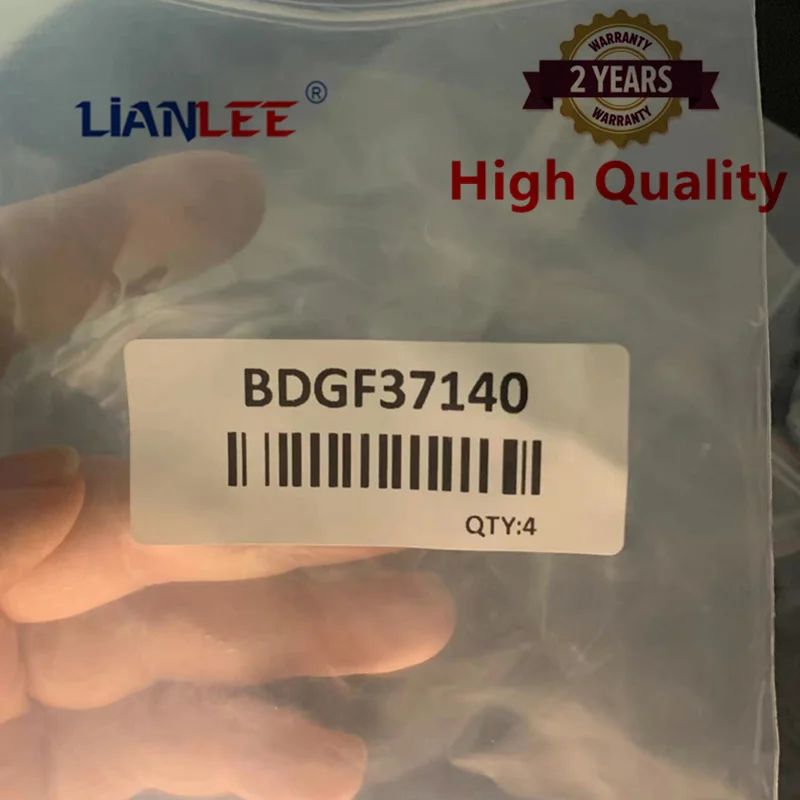 LiANLEE®
WARRANTY
2 YEARS
WARRANTY
High Quality
BDGF37140
QTY:4